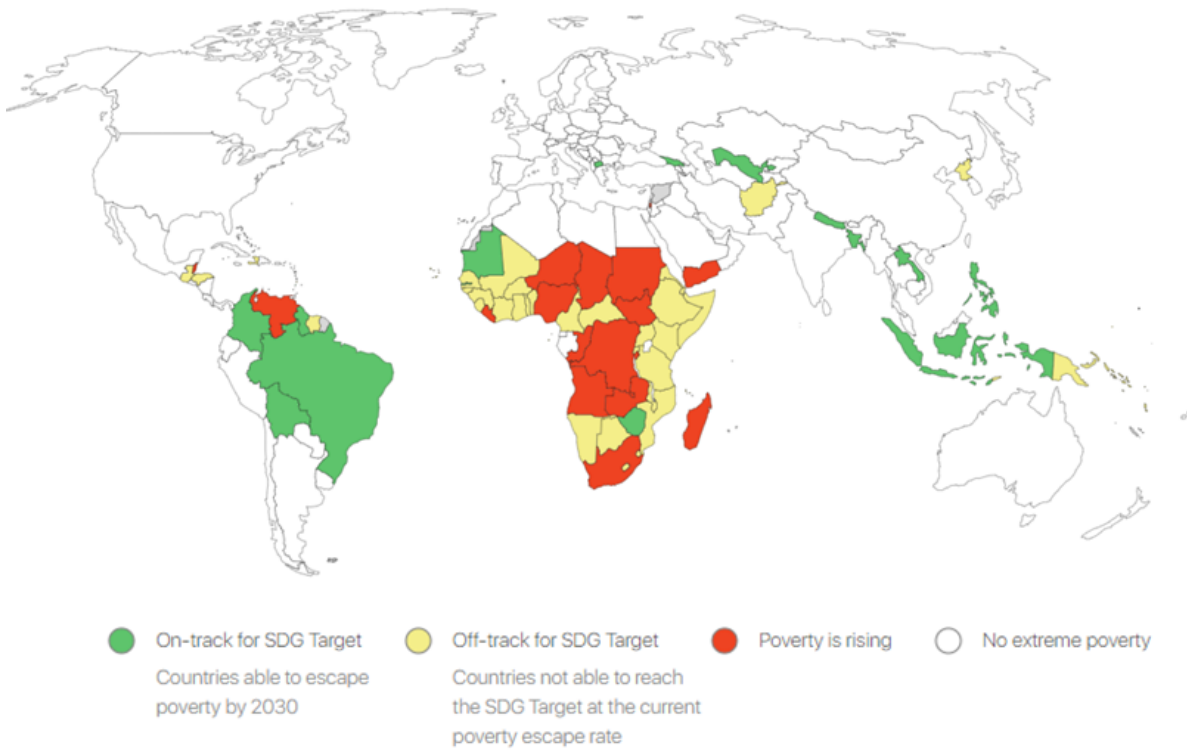 On-track for SDG Target
Countries able to escape
poverty by 2030
Off-track for SDG Target
Countries not able to reach
the SDG Target at the current
poverty escape rate
Poverty is rising
No extreme poverty